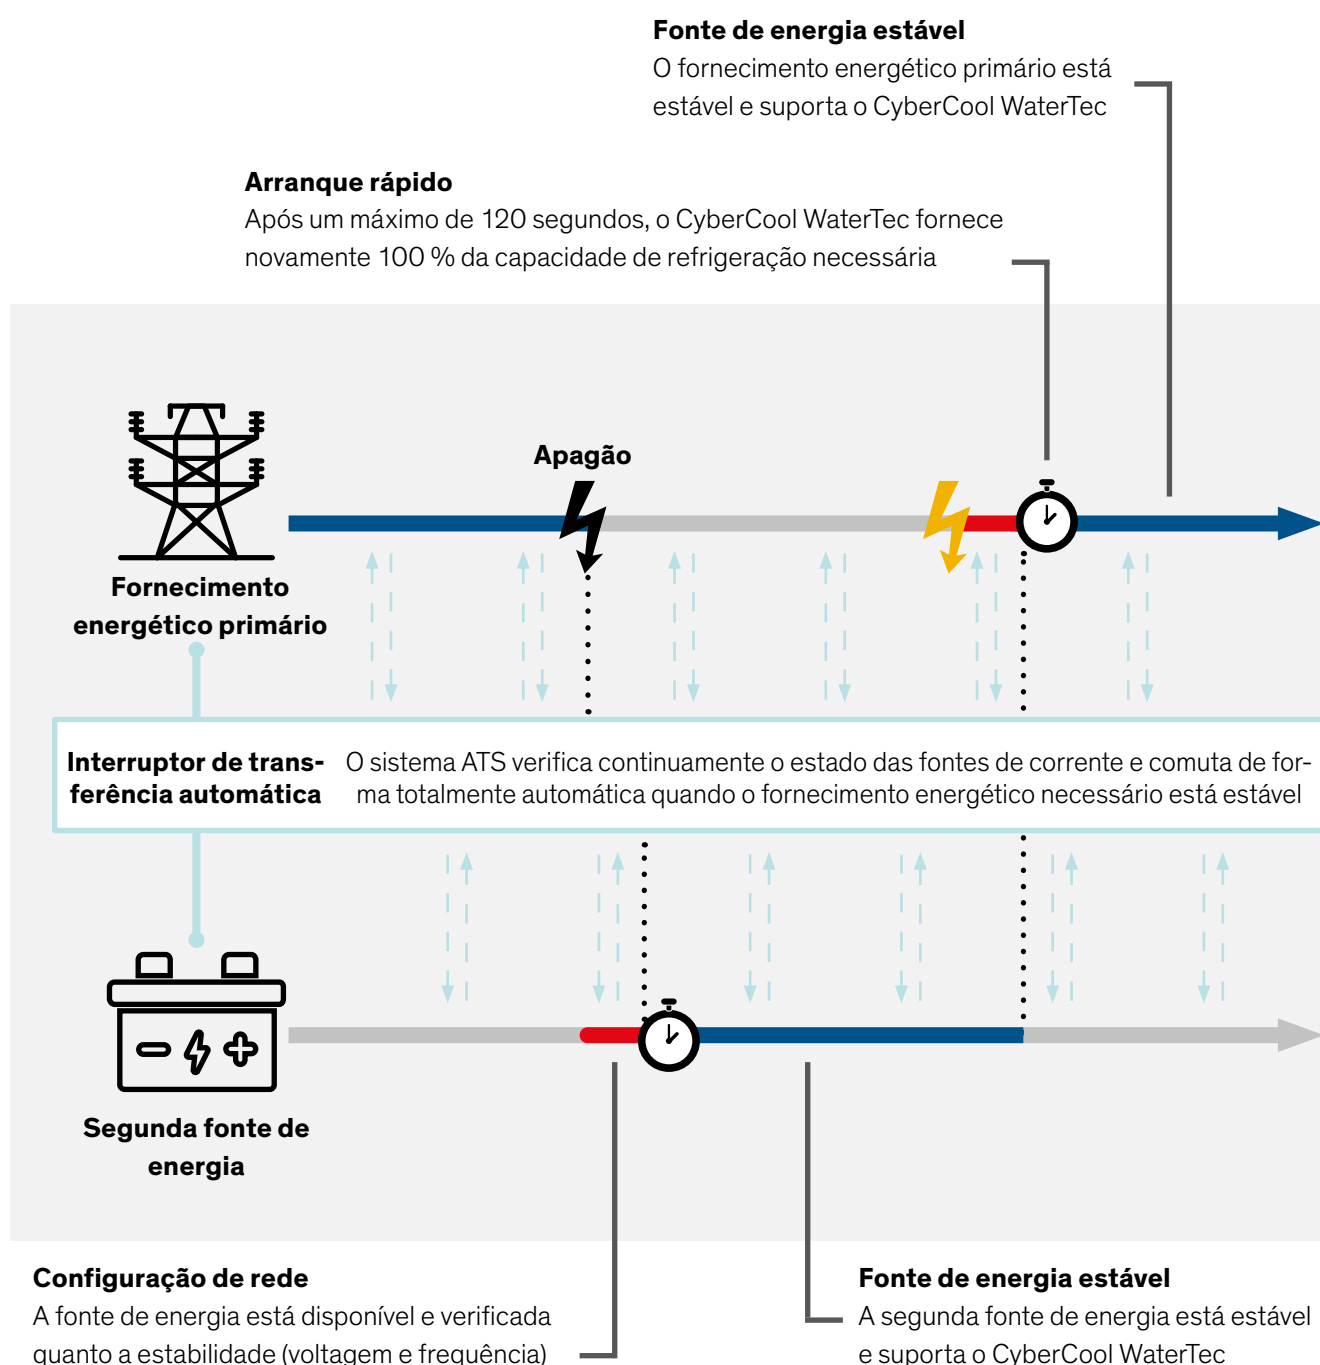 Fonte de energia estável
O fornecimento energético primário está
estável e suporta o CyberCool WaterTec
Arranque rápido
Após um máximo de 120 segundos, o CyberCool WaterTec fornece
novamente 100 % da capacidade de refrigeração necessária
Apagão
Fornecimento
energético primário
Interruptor de trans-
ferência automática
O sistema ATS verifica continuamente o estado das fontes de corrente e comuta de for-
ma totalmente automática quando o fornecimento energético necessário está estável
Segunda fonte de
energia
Configuração de rede
A fonte de energia está disponível e verificada
quanto a estabilidade (voltagem e frequência)
Fonte de energia estável
A segunda fonte de energia está estável
e suporta o CyberCool WaterTec